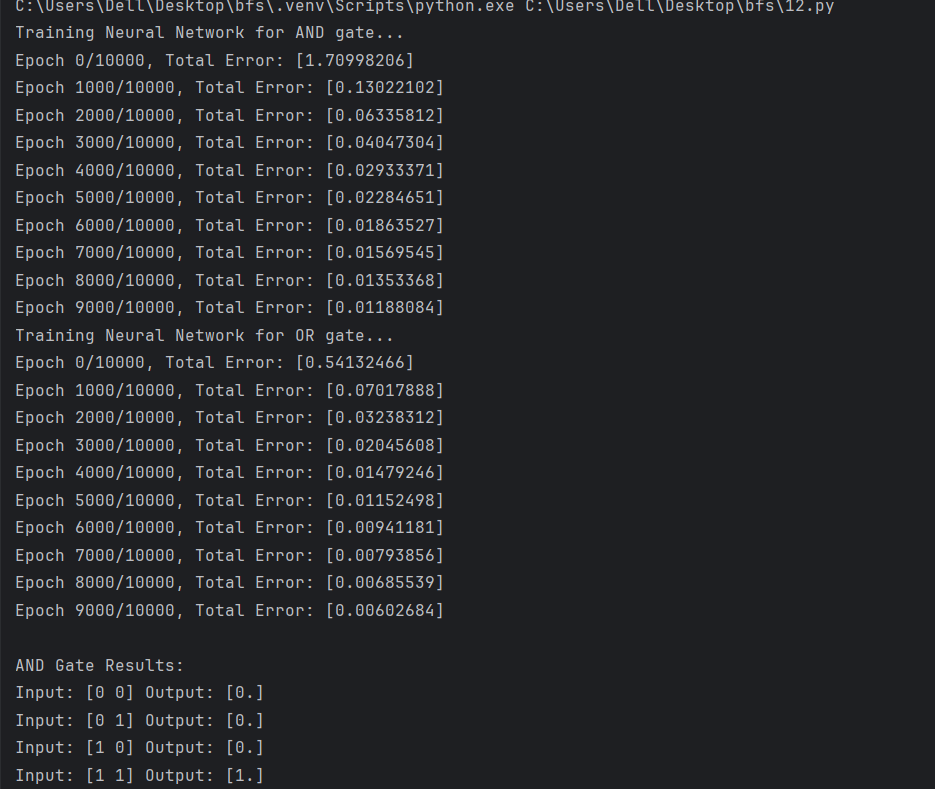 C:\Users\Dell\Desktop\bfs\.venv\Scripts\python.exe C:\Users\Dell\Desktop\bfs\12.py
Training Neural Network for AND gate...
Epoch 0/10000, Total Error: [1.70998206]
Epoch 1000/10000, Total Error: [0.13022102]
Epoch 2000/10000, Total Error: [0.06335812]
Epoch 3000/10000, Total Error: [0.04047304]
Epoch 4000/10000, Total Error: [0.02933371]
Epoch 5000/10000, Total Error: [0.02284651]
Epoch 6000/10000, Total Error: [0.01863527]
Epoch 7000/10000, Total Error: [0.01569545]
Epoch 8000/10000, Total Error: [0.01353368]
Epoch 9000/10000, Total Error: [0.01188084]
Training Neural Network for OR gate...
Epoch 0/10000, Total Error: [0.54132466]
Epoch 1000/10000, Total Error: [0.07017888]
Epoch 2000/10000, Total Error: [0.03238312]
Epoch 3000/10000, Total Error: [0.02045608]
Epoch 4000/10000, Total Error: [0.01479246]
Epoch 5000/10000, Total Error: [0.01152498]
Epoch 6000/10000, Total Error: [0.00941181]
Epoch 7000/10000, Total Error: [0.00793856]
Epoch 8000/10000, Total Error: [0.00685539]
Epoch 9000/10000, Total Error: [0.00602684]
AND Gate Results:
Input: [0 0] Output: [0.]
Input: [0 1] Output: [0.]
Input: [1 0] Output: [0.]
Input: [1 1] Output: [1.]